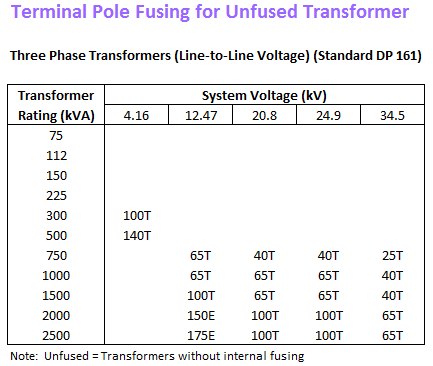 Terminal Pole Fusing for Unfused Transformer
Three Phase Transformers (Line-to-Line Voltage) (Standard DP 161)
Transformer System Voltage (kV)
Rating (kVA) 4.16 12.47 20.8 24.9 34.5
75
112
150
225
300 100T
500 140T
750 65T 40T 40T 25T
1000 65T 65T 65T 40T
1500 100T 65T 65T 40T
2000 150E 100T 100T 65T
2500 175E 100T 100T 65T
Note: Unfused = Transformers without internal fusing